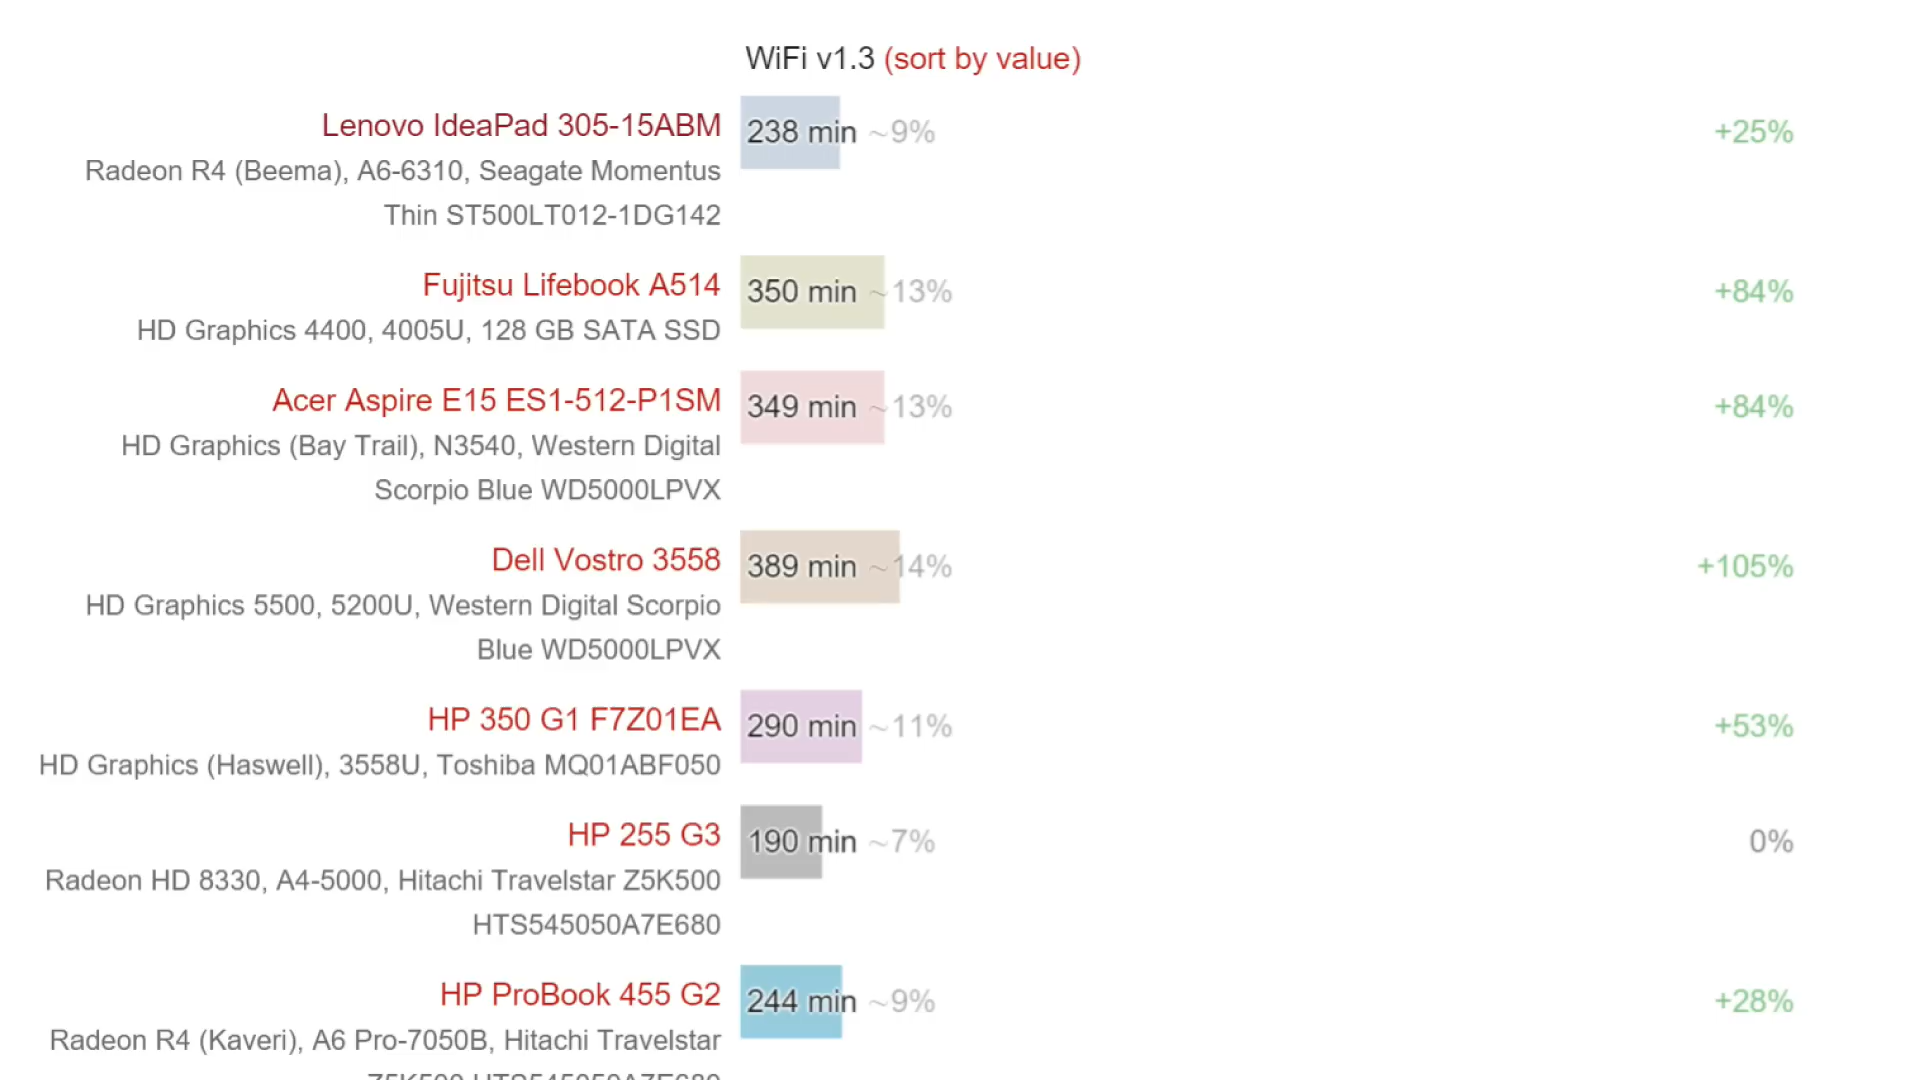 WiFi v1.3 (sort by value)
Lenovo IdeaPad 305-15ABM
238 min ~9% +25%
Radeon R4 (Beema), A6-6310, Seagate Momentus
Thin ST500LT012-1DG142
Fujitsu Lifebook A514
350 min ~13% +84%
HD Graphics 4400, 4005U, 128 GB SATA SSD
Acer Aspire E15 ES1-512-P1SM
349 min ~13% +84%
HD Graphics (Bay Trail), N3540, Western Digital
Scorpio Blue WD5000LPVX
Dell Vostro 3558
389 min ~14% +105%
HD Graphics 5500, 5200U, Western Digital Scorpio
Blue WD5000LPVX
HP 350 G1 F7Z01EA
290 min ~11% +53%
HD Graphics (Haswell), 3558U, Toshiba MQ01ABF050
HP 255 G3
190 min ~7% 0%
Radeon HD 8330, A4-5000, Hitachi Travelstar Z5K500
HTS545050A7E680
HP ProBook 455 G2
244 min ~9% +28%
Radeon R4 (Kaveri), A6 Pro-7050B, Hitachi Travelstar
Z5K500 HTS545050A7E680